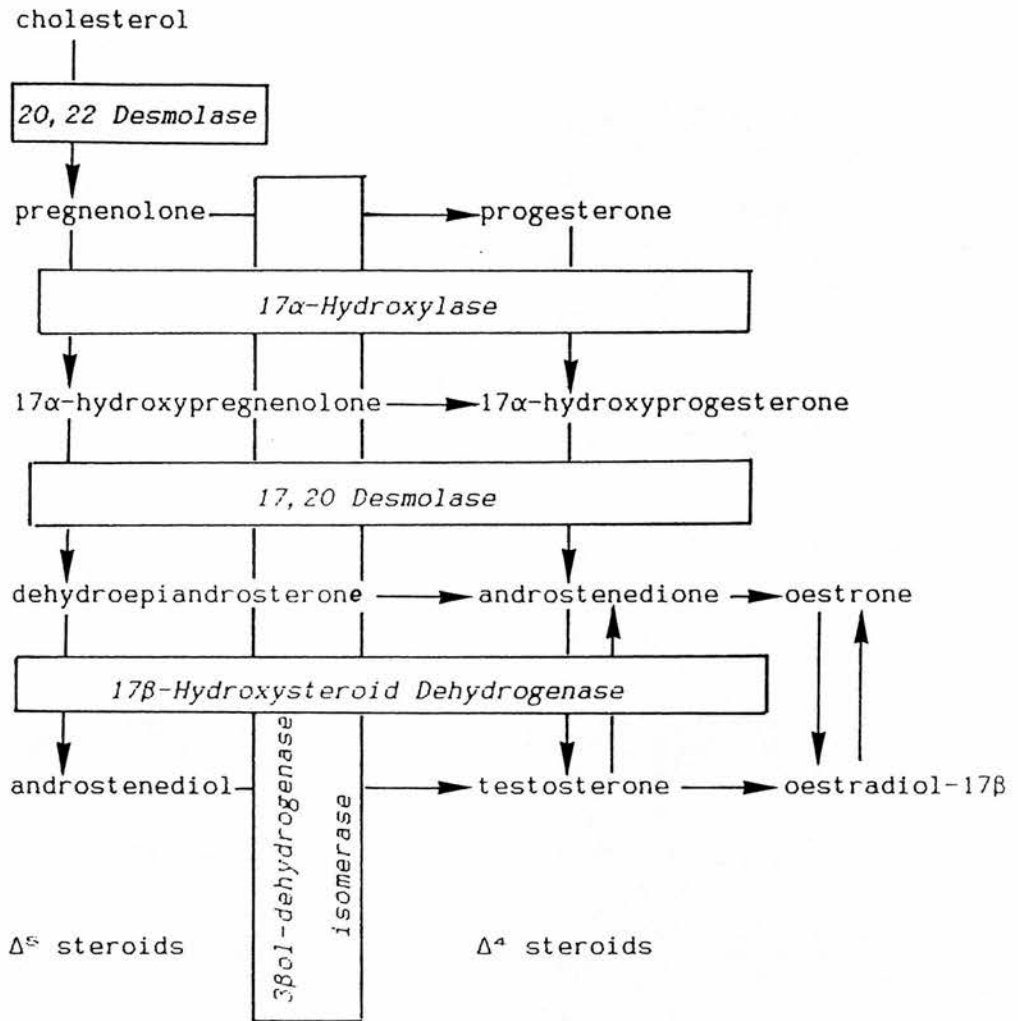 cholesterol
20,22 Desmolase
pregnenolone
progesterone
17α-Hydroxylase
17α-hydroxypregnenolone
17α-hydroxyprogesterone
17,20 Desmolase
dehydroepiandrosterone
androstenedione
oestrone
17β-Hydroxysteroid Dehydrogenase
androstenediol
testosterone
oestradiol-17β
3βol-dehydrogenase
isomerase
Δ⁵ steroids
Δ⁴ steroids